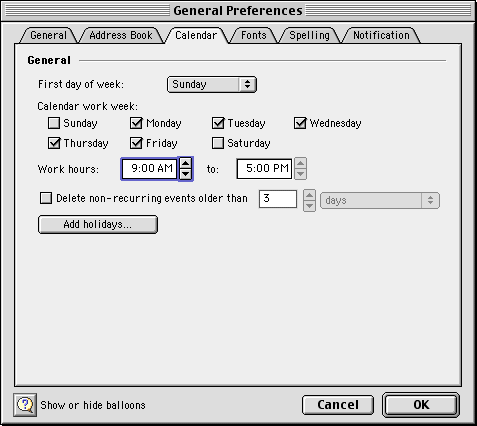 General Preferences
General Address Book Calendar Fonts Spelling Notification
General
First day of week: Sunday
Calendar work week:
Sunday Monday Tuesday Wednesday
Thursday Friday Saturday
Work hours: 9:00 AM to: 5:00 PM
Delete non-recurring events older than 3 days
Add holidays...
Show or hide balloons Cancel OK